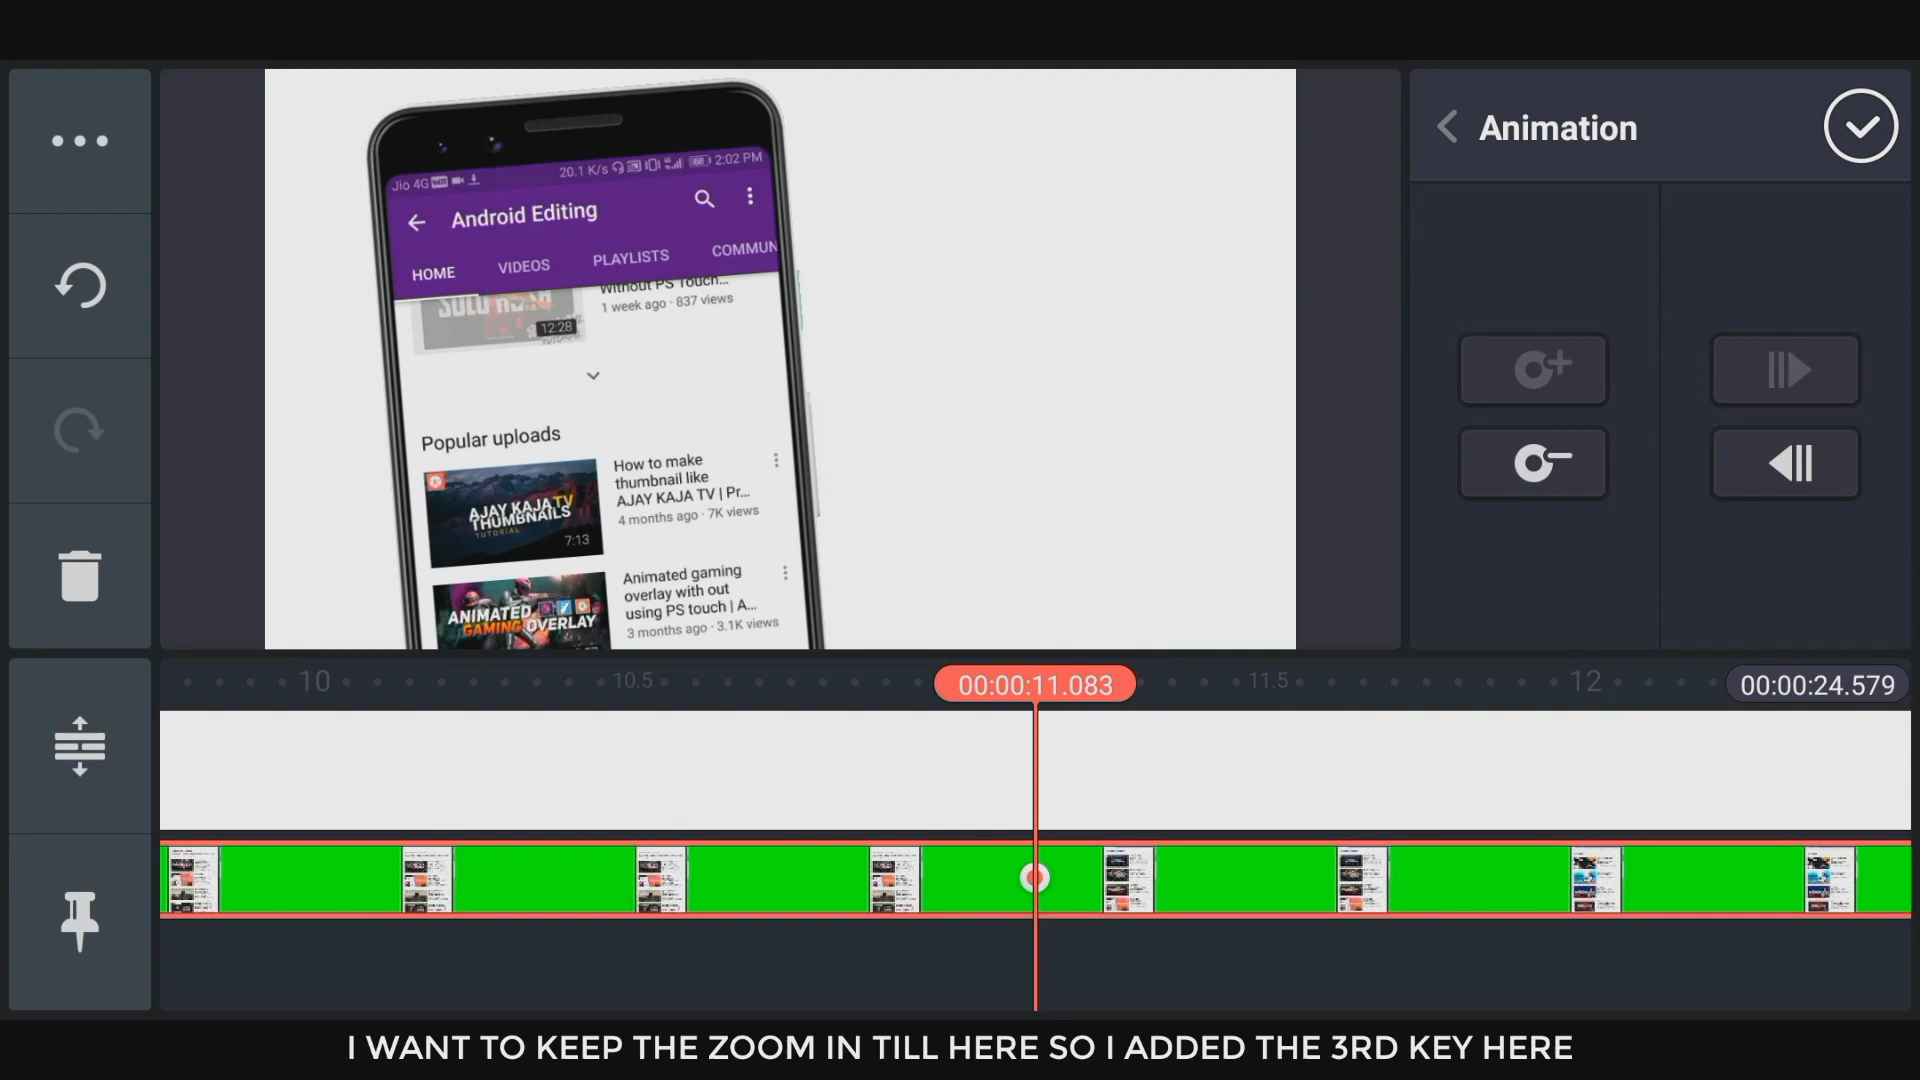 Animation
Jio 4G
20.1 K/s
68
2:02 PM
Android Editing
HOME VIDEOS PLAYLISTS COMMUN
Without PS Touch...
1 week ago · 837 views
12:28
Popular uploads
How to make
thumbnail like
AJAY KAJA TV | Pr...
4 months ago · 7K views
AJAY KAJA TV
THUMBNAILS
TUTORIAL
7:13
Animated gaming
overlay with out
using PS touch | A...
3 months ago · 3.1K views
ANIMATED
GAMING OVERLAY
10 10.5 00:00:11.083 11.5 12 00:00:24.579
I WANT TO KEEP THE ZOOM IN TILL HERE SO I ADDED THE 3RD KEY HERE